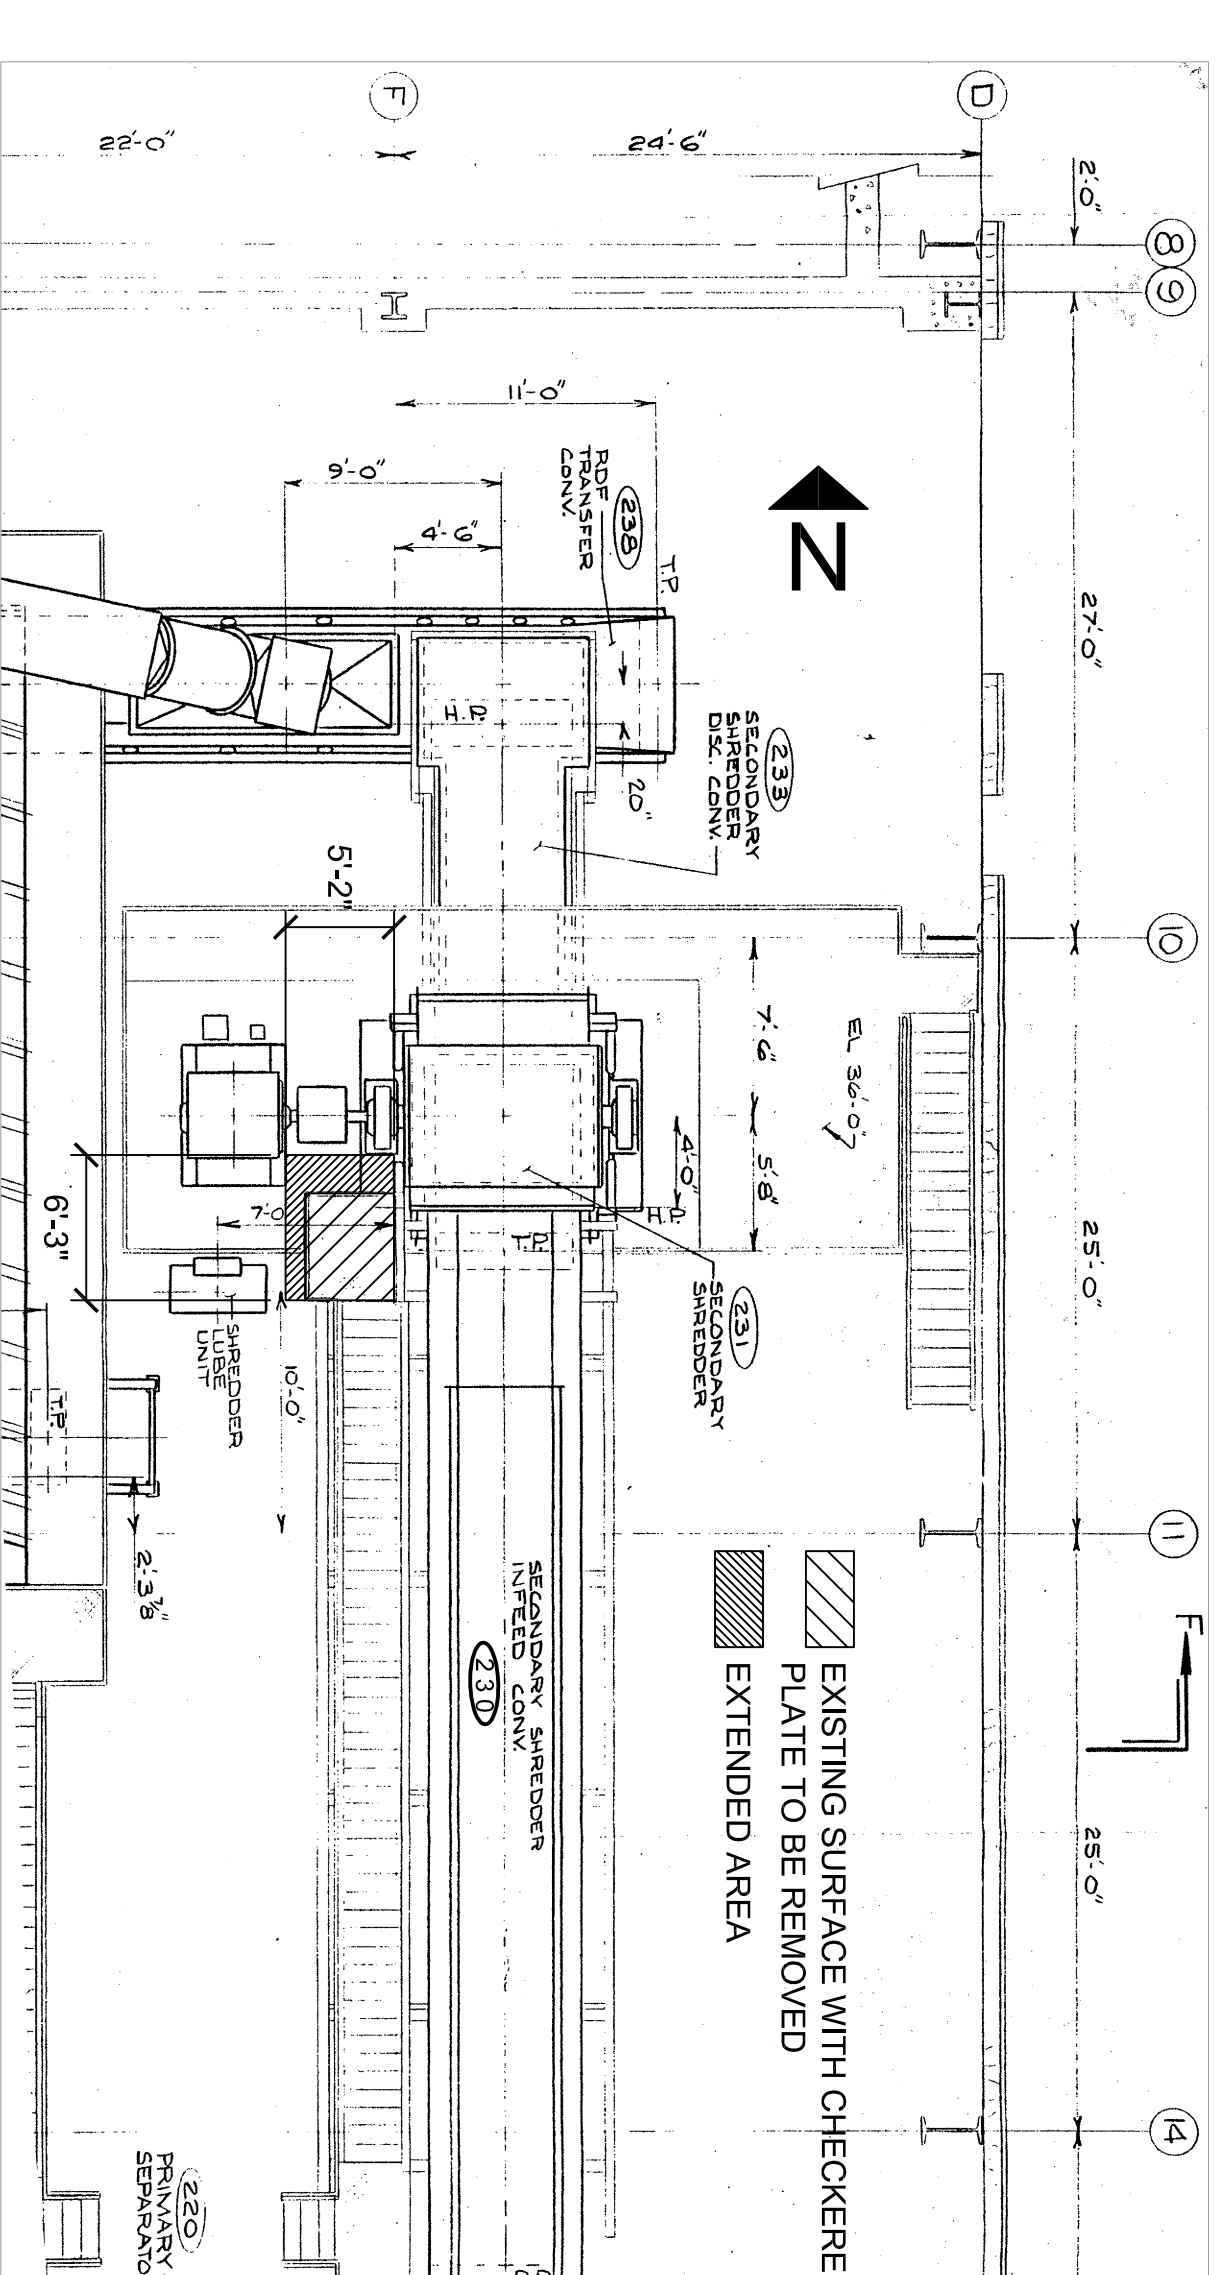 F
D
22'-0"
24'-6"
2'-0"
8
9
11'-0"
9'-0"
4'-6"
RDF
TRANSFER
CONV.
238
T.P.
N
27'-0"
H.P.
20"
SECONDARY
SHREDDER
DISC. CONV.
233
10
5'-2"
7'-6"
EL 36'-0"
4'-0"
5'-8"
H.P.
T.P.
6'-3"
7'-0
SHREDDER
LUBE
UNIT
10'-0"
231
SECONDARY
SHREDDER
25'-0"
T.P.
2'-3⅞"
11
SECONDARY SHREDDER
INFEED CONV.
230
EXISTING SURFACE WITH CHECKERE
PLATE TO BE REMOVED
EXTENDED AREA
F
25'-0"
14
220
PRIMARY
SEPARATO